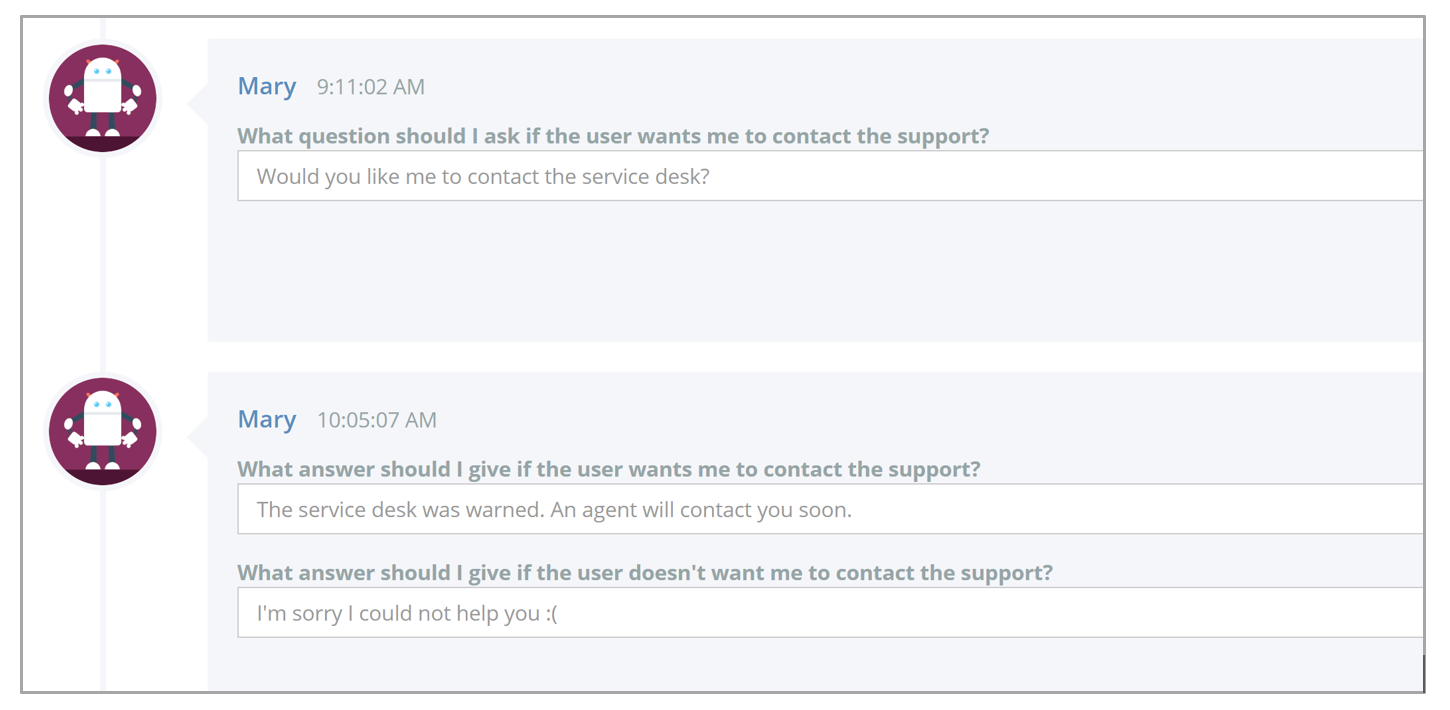 Mary 9:11:02 AM
What question should I ask if the user wants me to contact the support?
Would you like me to contact the service desk?
Mary 10:05:07 AM
What answer should I give if the user wants me to contact the support?
The service desk was warned. An agent will contact you soon.
What answer should I give if the user doesn't want me to contact the support?
I'm sorry I could not help you :(